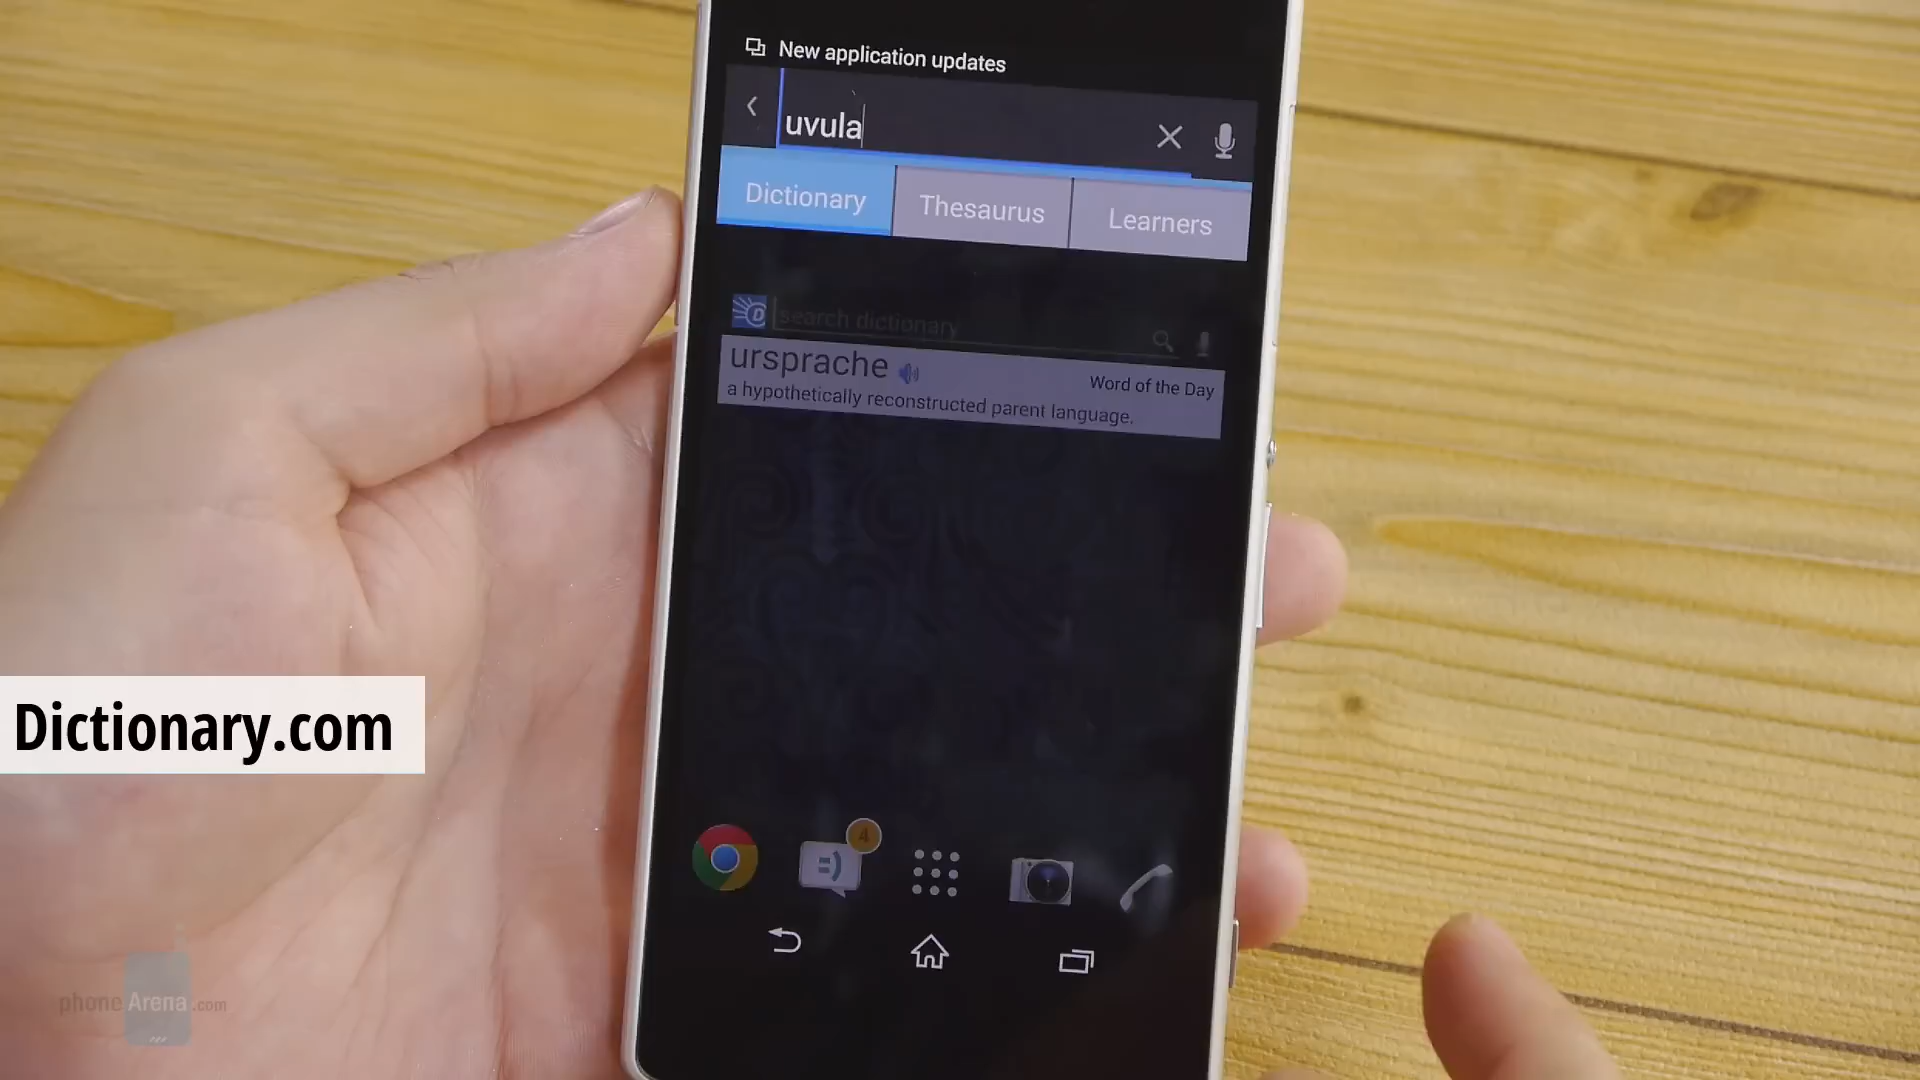 New application updates
uvula
Dictionary Thesaurus Learners
search dictionary
ursprache
Word of the Day
a hypothetically reconstructed parent language.
4
Dictionary.com
phoneArena.com